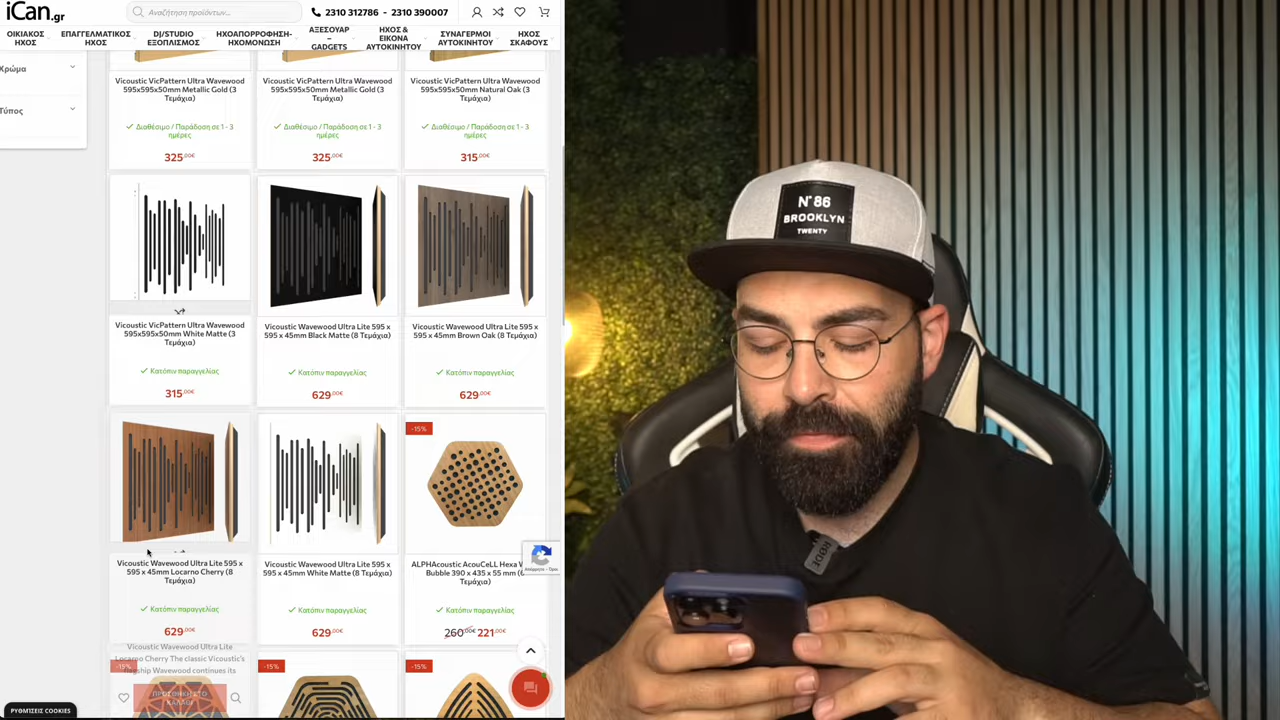 iCan.gr
Αναζήτηση προϊόντων...
2310 312786 - 2310 390007
ΟΙΚΙΑΚΟΣ
ΗΧΟΣ
ΕΠΑΓΓΕΛΜΑΤΙΚΟΣ
ΗΧΟΣ
DJ/STUDIO
ΕΞΟΠΛΙΣΜΟΣ
ΗΧΟΑΠΟΡΡΟΦΗΣΗ-
ΗΧΟΜΟΝΩΣΗ
ΑΞΕΣΟΥΑΡ
–
GADGETS
ΗΧΟΣ &
ΕΙΚΟΝΑ
ΑΥΤΟΚΙΝΗΤΟΥ
ΣΥΝΑΓΕΡΜΟΙ
ΑΥΤΟΚΙΝΗΤΟΥ
ΗΧΟΣ
ΣΚΑΦΟΥΣ
Χρώμα
Τύπος
Vicoustic VicPattern Ultra Wavewood
595x595x50mm Metallic Gold (3
Τεμάχια)
Διαθέσιμο / Παράδοση σε 1 - 3
ημέρες
325,00€
Vicoustic VicPattern Ultra Wavewood
595x595x50mm Metallic Gold (3
Τεμάχια)
Διαθέσιμο / Παράδοση σε 1 - 3
ημέρες
325,00€
Vicoustic VicPattern Ultra Wavewood
595x595x50mm Natural Oak (3
Τεμάχια)
Διαθέσιμο / Παράδοση σε 1 - 3
ημέρες
315,00€
Vicoustic VicPattern Ultra Wavewood
595x595x50mm White Matte (3
Τεμάχια)
Κατόπιν παραγγελίας
315,00€
Vicoustic Wavewood Ultra Lite 595 x
595 x 45mm Black Matte (8 Τεμάχια)
Κατόπιν παραγγελίας
629,00€
Vicoustic Wavewood Ultra Lite 595 x
595 x 45mm Brown Oak (8 Τεμάχια)
Κατόπιν παραγγελίας
629,00€
Vicoustic Wavewood Ultra Lite 595 x
595 x 45mm Locarno Cherry (8
Τεμάχια)
Κατόπιν παραγγελίας
629,00€
Vicoustic Wavewood Ultra Lite
Locarno Cherry The classic Vicoustic's
flagship Wavewood continues its
-15%
ΠΡΟΣΘΗΚΗ ΣΤΟ
ΚΑΛΑΘΙ
Vicoustic Wavewood Ultra Lite 595 x
595 x 45mm White Matte (8 Τεμάχια)
Κατόπιν παραγγελίας
629,00€
-15%
-15%
ALPHAcoustic AcouCeLL Hexa
Bubble 390 x 435 x 55 mm
Τεμάχια)
Κατόπιν παραγγελίας
260,00€ 221,00€
-15%
ΡΥΘΜΙΣΕΙΣ COOKIES
N° 86
BROOKLYN
TWENTY
RØDE